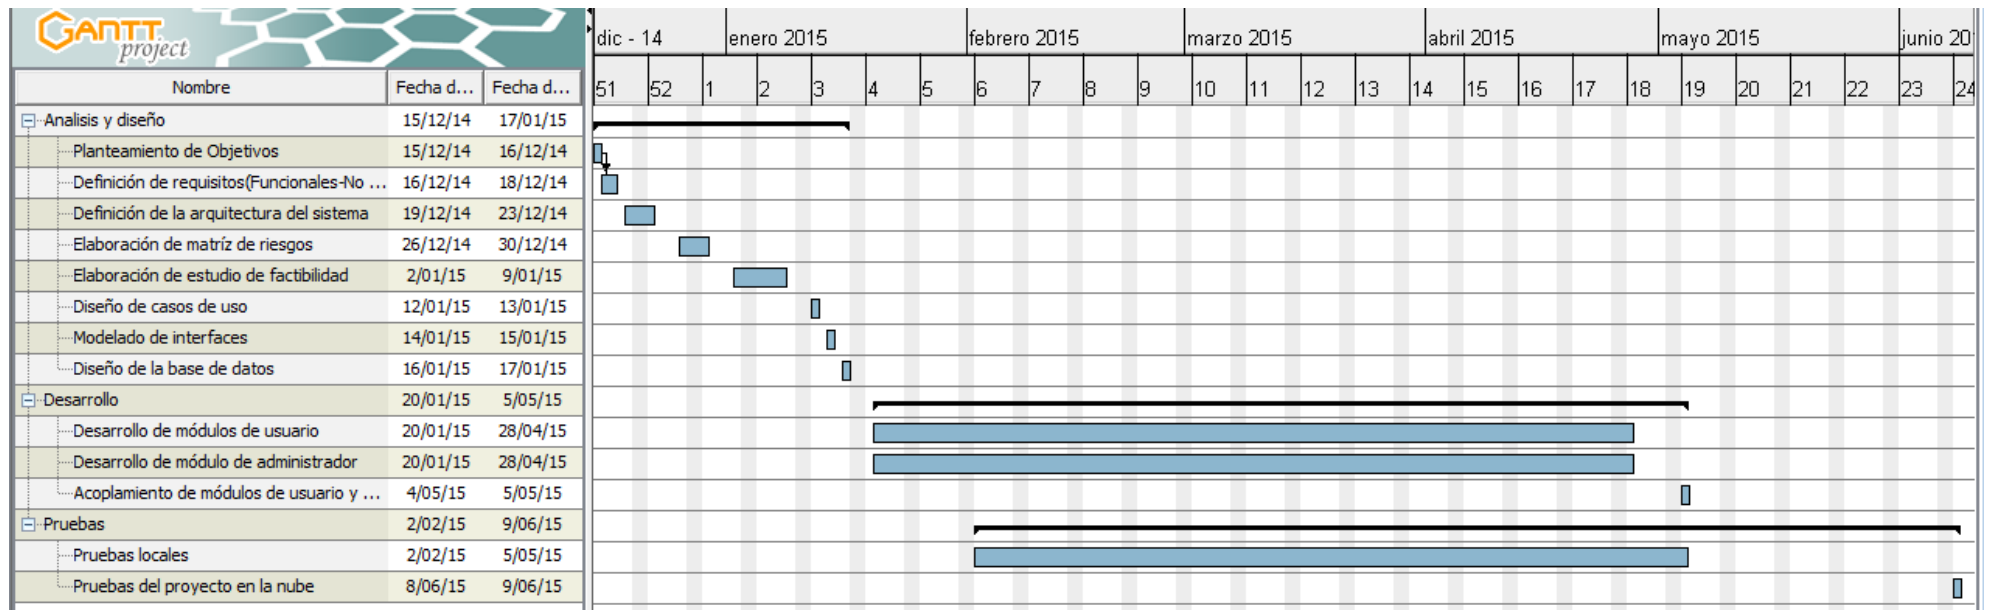 GANTT
project
dic - 14 enero 2015 febrero 2015 marzo 2015 abril 2015 mayo 2015 junio 20
Nombre Fecha d... Fecha d... 51 52 1 2 3 4 5 6 7 8 9 10 11 12 13 14 15 16 17 18 19 20 21 22 23 24
Analisis y diseño 15/12/14 17/01/15
Planteamiento de Objetivos 15/12/14 16/12/14
Definición de requisitos(Funcionales-No ... 16/12/14 18/12/14
Definición de la arquitectura del sistema 19/12/14 23/12/14
Elaboración de matríz de riesgos 26/12/14 30/12/14
Elaboración de estudio de factibilidad 2/01/15 9/01/15
Diseño de casos de uso 12/01/15 13/01/15
Modelado de interfaces 14/01/15 15/01/15
Diseño de la base de datos 16/01/15 17/01/15
Desarrollo 20/01/15 5/05/15
Desarrollo de módulos de usuario 20/01/15 28/04/15
Desarrollo de módulo de administrador 20/01/15 28/04/15
Acoplamiento de módulos de usuario y ... 4/05/15 5/05/15
Pruebas 2/02/15 9/06/15
Pruebas locales 2/02/15 5/05/15
Pruebas del proyecto en la nube 8/06/15 9/06/15